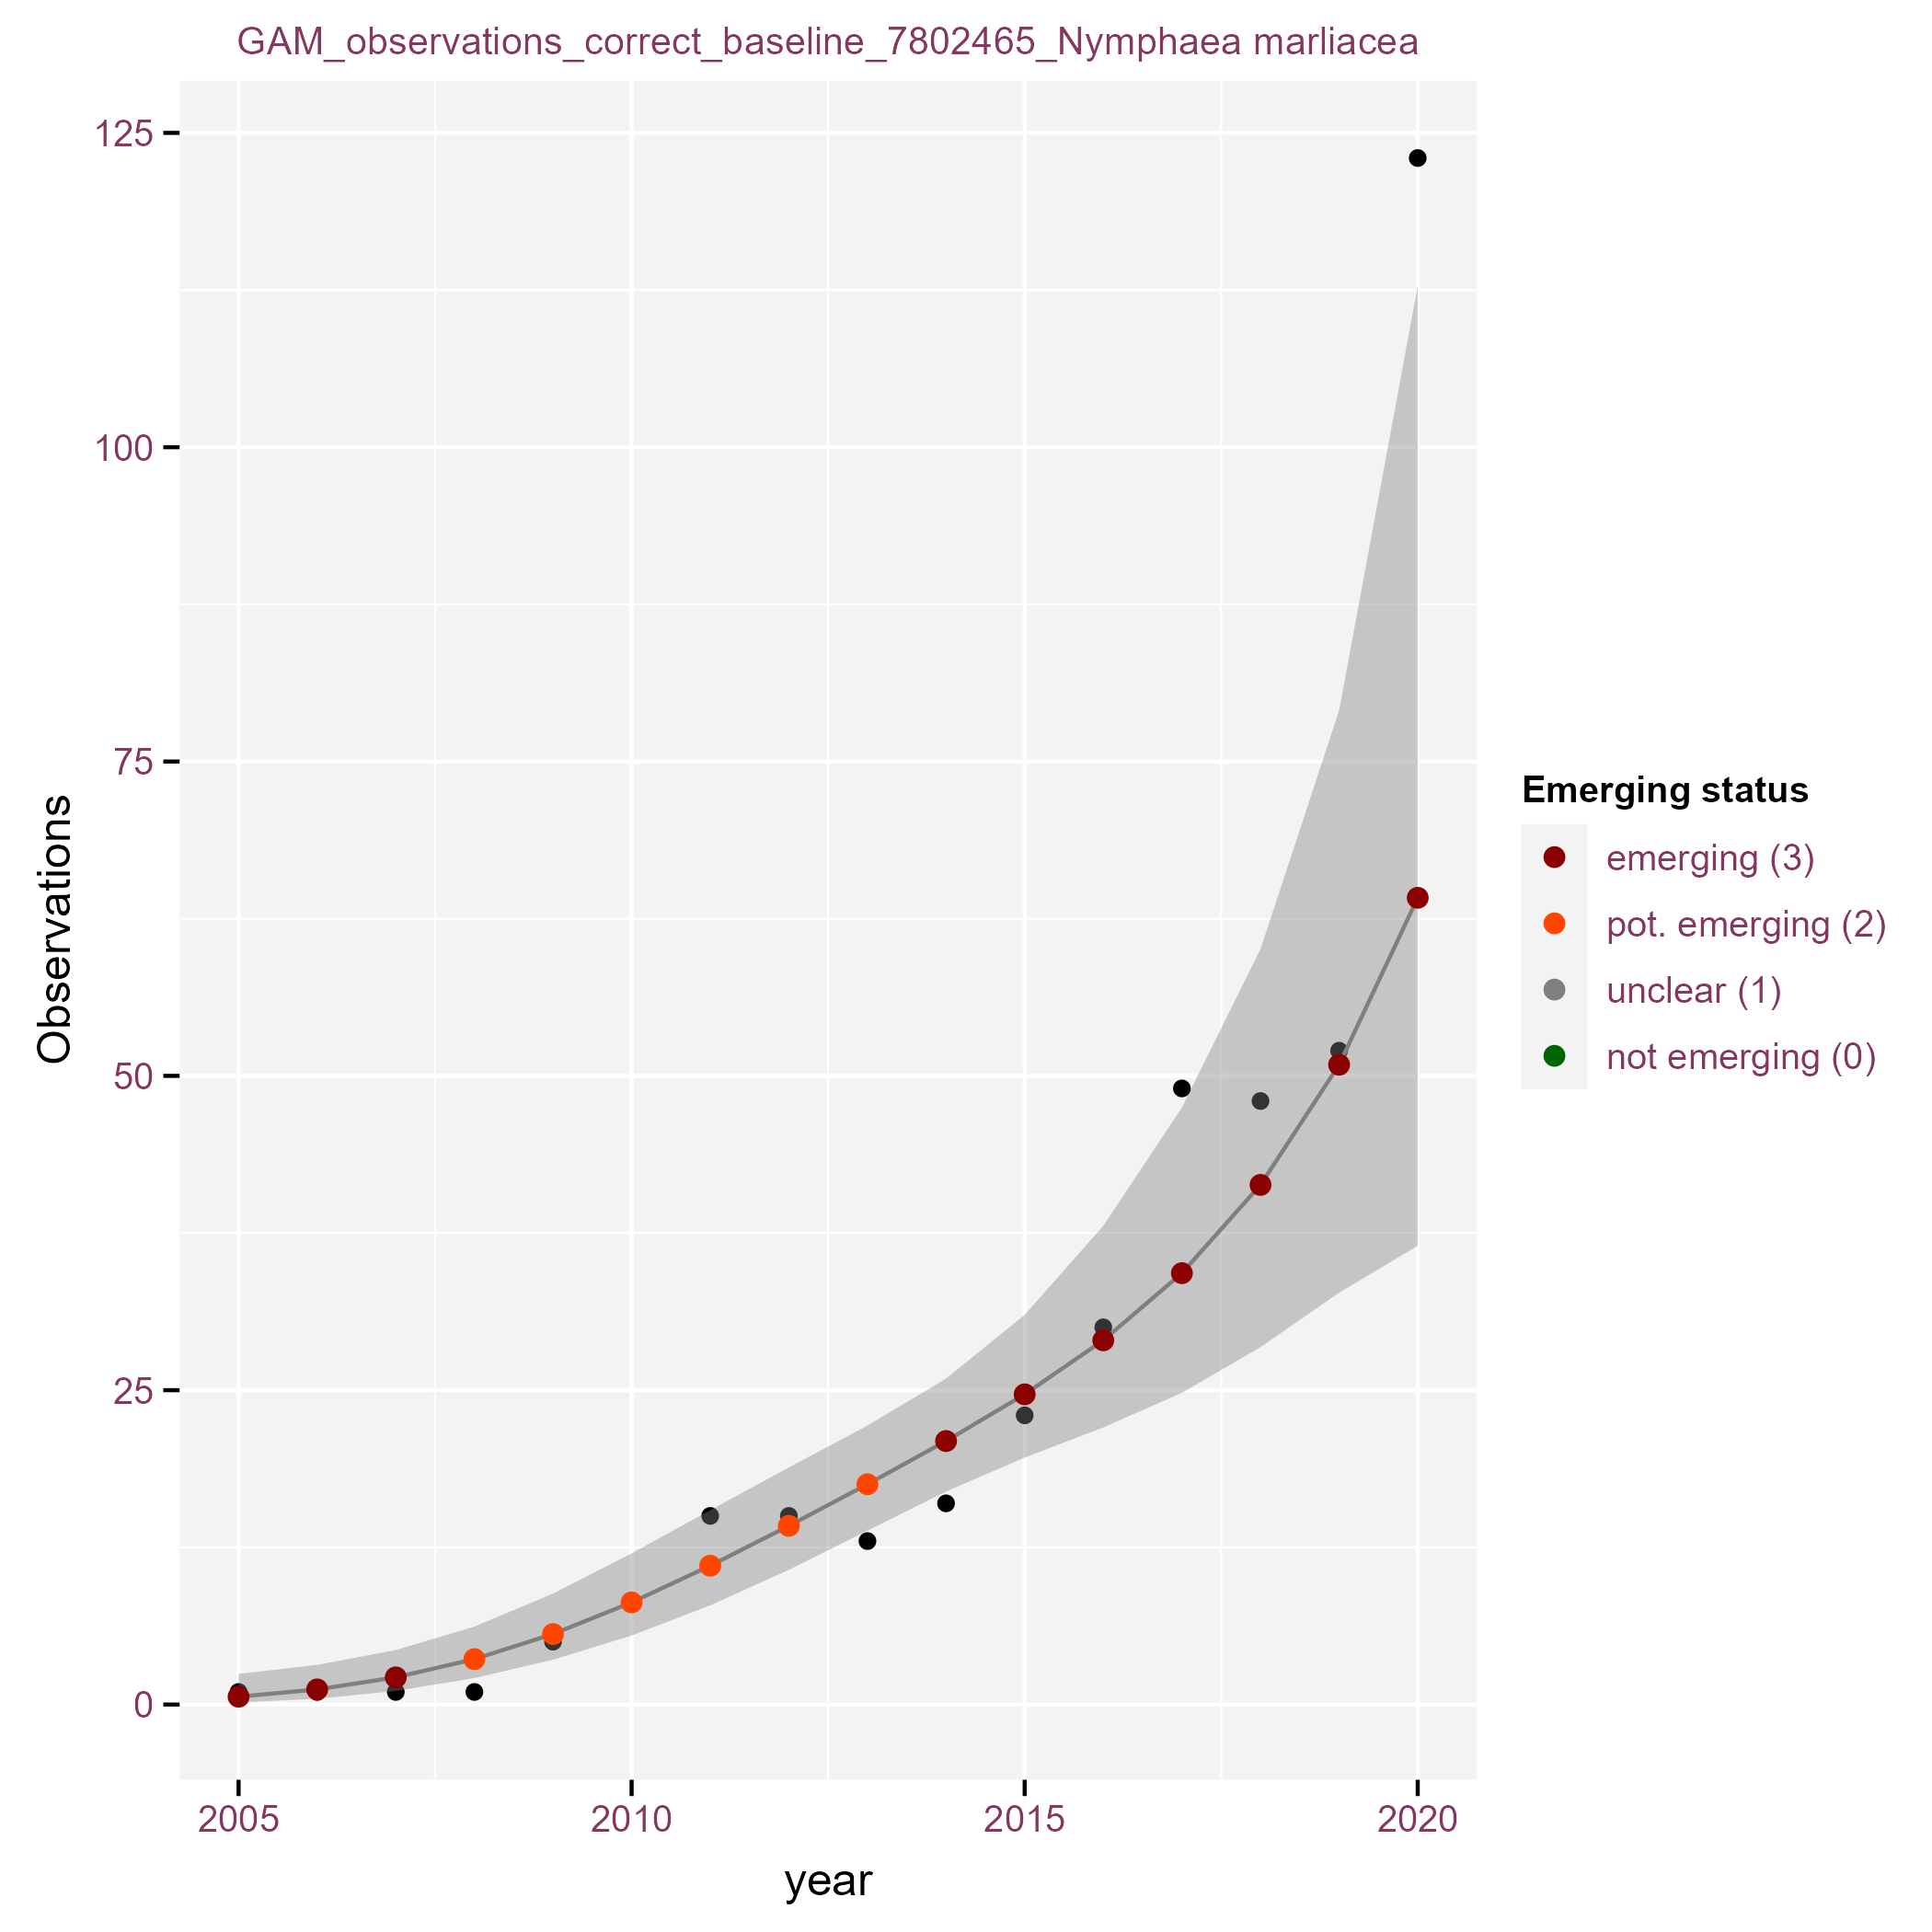 GAM_observations_correct_baseline_7802465_Nymphaea marliacea
125
100
75
50
25
0
Observations
2005
2010
2015
2020
year
Emerging status
emerging (3)
pot. emerging (2)
unclear (1)
not emerging (0)